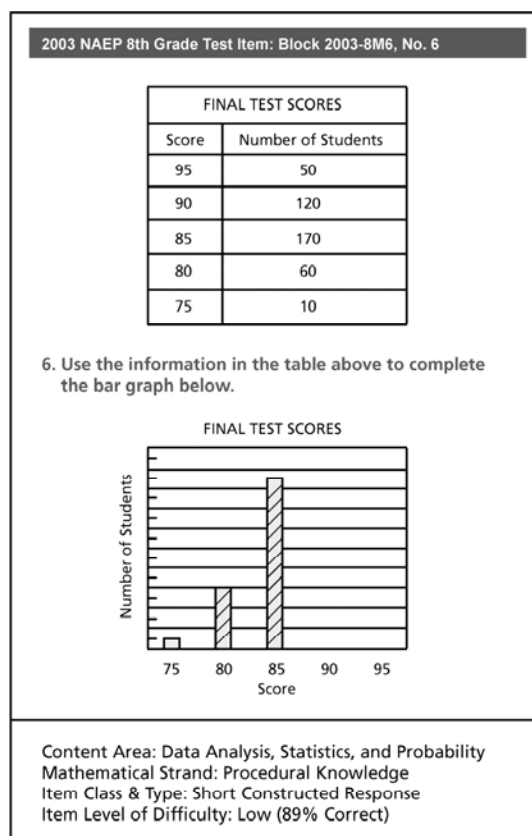 2003 NAEP 8th Grade Test Item: Block 2003-8M6, No. 6
FINAL TEST SCORES
Score Number of Students
95 50
90 120
85 170
80 60
75 10
6. Use the information in the table above to complete
the bar graph below.
FINAL TEST SCORES
Number of Students
75 80 85 90 95
Score
Content Area: Data Analysis, Statistics, and Probability
Mathematical Strand: Procedural Knowledge
Item Class & Type: Short Constructed Response
Item Level of Difficulty: Low (89% Correct)